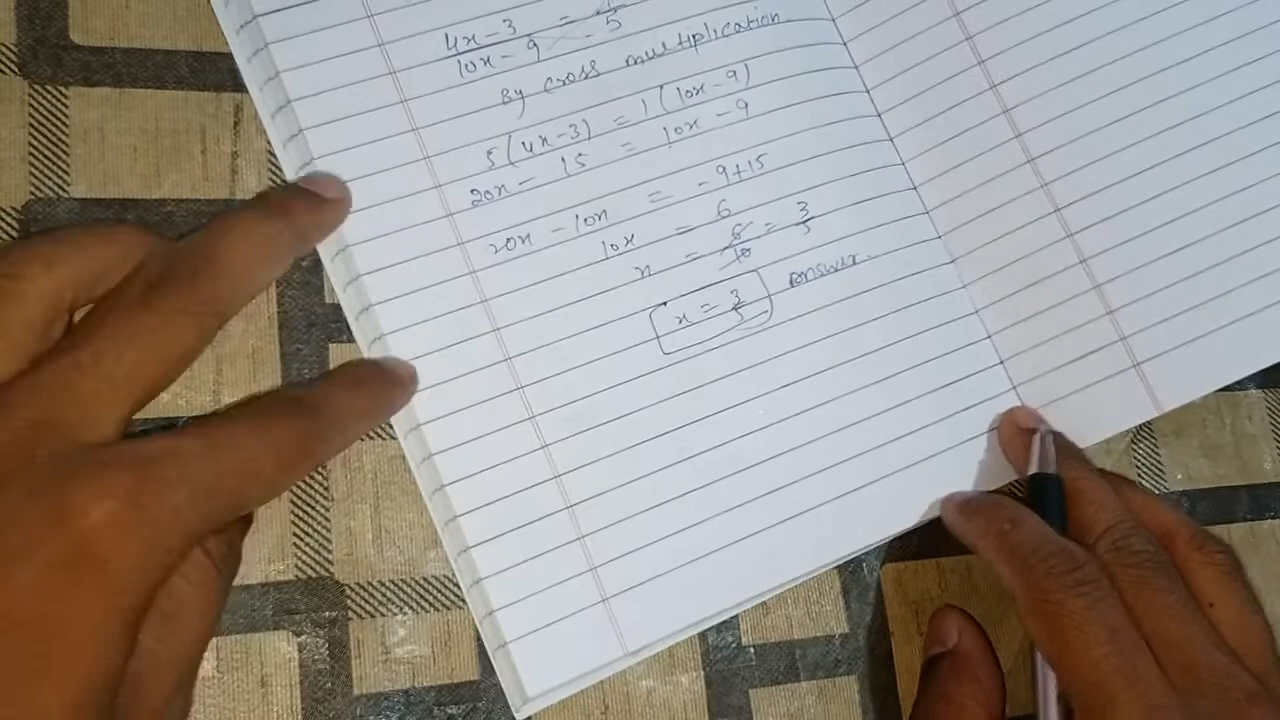 4x-3/10x-9 = 1/5
By cross multiplication.
5(4x-3) = 1(10x-9)
20x - 15 = 10x - 9
20x - 10x = -9+15
10x = 6
x = 6/10 = 3/5
x = 3/5 Answer.